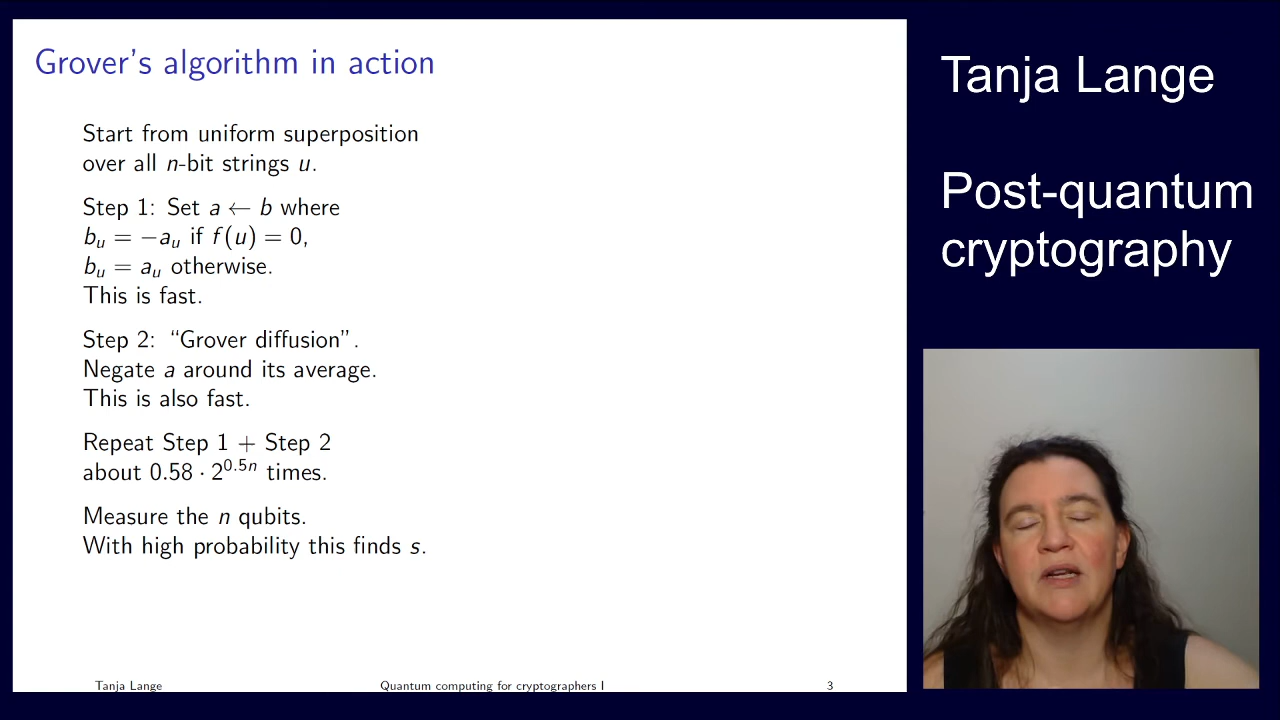 Grover's algorithm in action
Start from uniform superposition
over all n-bit strings u.
Step 1: Set a ← b where
b_u = −a_u if f(u) = 0,
b_u = a_u otherwise.
This is fast.
Step 2: “Grover diffusion”.
Negate a around its average.
This is also fast.
Repeat Step 1 + Step 2
about 0.58 · 2^{0.5n} times.
Measure the n qubits.
With high probability this finds s.
Tanja Lange Quantum computing for cryptographers I 3
Tanja Lange
Post-quantum
cryptography